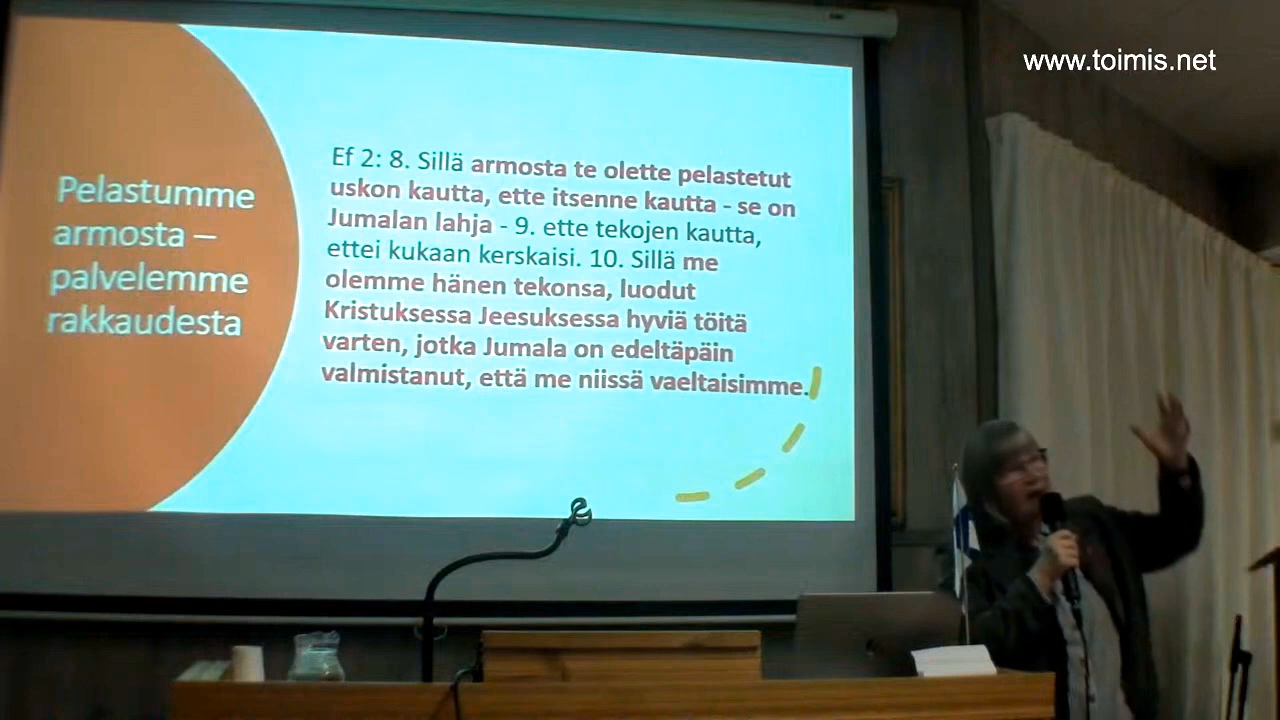 www.toimis.net
Pelastumme
armosta –
palvelemme
rakkaudesta
Ef 2: 8. Sillä armosta te olette pelastetut
uskon kautta, ette itsenne kautta - se on
Jumalan lahja - 9. ette tekojen kautta,
ettei kukaan kerskaisi. 10. Sillä me
olemme hänen tekonsa, luodut
Kristuksessa Jeesuksessa hyviä töitä
varten, jotka Jumala on edeltäpäin
valmistanut, että me niissä vaeltaisimme.